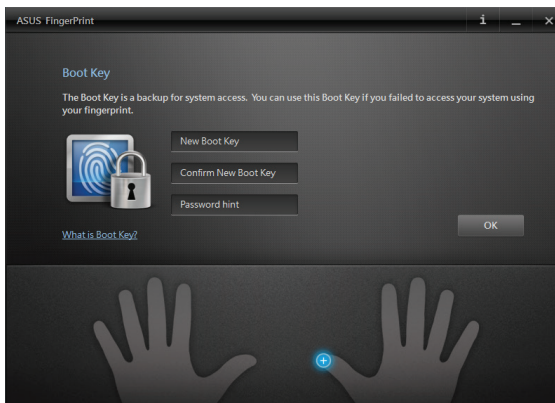 ASUS FingerPrint
Boot Key
The Boot Key is a backup for system access. You can use this Boot Key if you failed to access your system using
your fingerprint.
New Boot Key
Confirm New Boot Key
Password hint
OK
What is Boot Key?